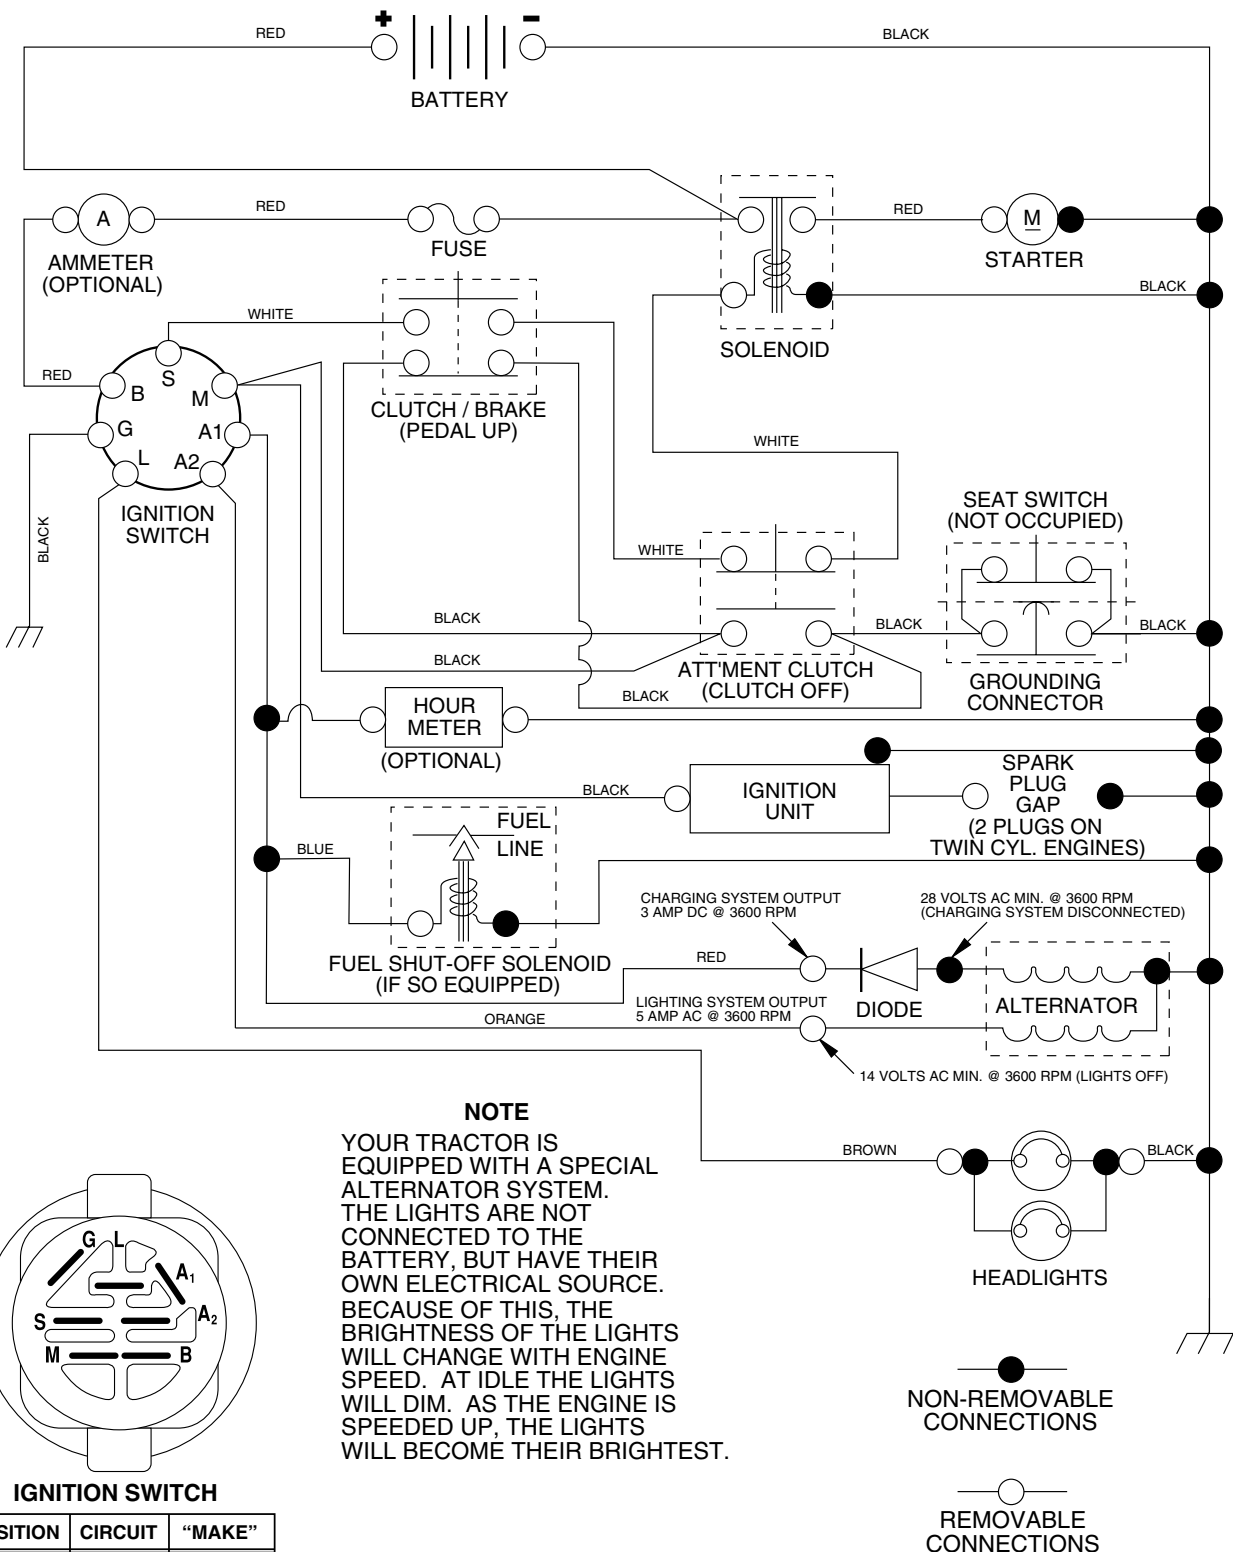 + -
RED
BLACK
BATTERY
A
RED
RED
M
FUSE
STARTER
AMMETER
(OPTIONAL)
BLACK
WHITE
SOLENOID
RED
S
B
M
CLUTCH / BRAKE
(PEDAL UP)
G
A1
L
A2
WHITE
IGNITION
SWITCH
BLACK
SEAT SWITCH
(NOT OCCUPIED)
WHITE
BLACK
BLACK
BLACK
BLACK
ATT'MENT CLUTCH
(CLUTCH OFF)
BLACK
GROUNDING
CONNECTOR
HOUR
METER
(OPTIONAL)
SPARK
PLUG
GAP
(2 PLUGS ON
TWIN CYL. ENGINES)
BLACK
IGNITION
UNIT
FUEL
LINE
BLUE
CHARGING SYSTEM OUTPUT
3 AMP DC @ 3600 RPM
28 VOLTS AC MIN. @ 3600 RPM
(CHARGING SYSTEM DISCONNECTED)
FUEL SHUT-OFF SOLENOID
(IF SO EQUIPPED)
RED
LIGHTING SYSTEM OUTPUT
5 AMP AC @ 3600 RPM
DIODE
ALTERNATOR
ORANGE
14 VOLTS AC MIN. @ 3600 RPM (LIGHTS OFF)
NOTE
YOUR TRACTOR IS
EQUIPPED WITH A SPECIAL
ALTERNATOR SYSTEM.
THE LIGHTS ARE NOT
CONNECTED TO THE
BATTERY, BUT HAVE THEIR
OWN ELECTRICAL SOURCE.
BECAUSE OF THIS, THE
BRIGHTNESS OF THE LIGHTS
WILL CHANGE WITH ENGINE
SPEED. AT IDLE THE LIGHTS
WILL DIM. AS THE ENGINE IS
SPEEDED UP, THE LIGHTS
WILL BECOME THEIR BRIGHTEST.
BROWN
BLACK
HEADLIGHTS
G L
A1
S
A2
M
B
IGNITION SWITCH
SITION CIRCUIT “MAKE”
NON-REMOVABLE
CONNECTIONS
REMOVABLE
CONNECTIONS